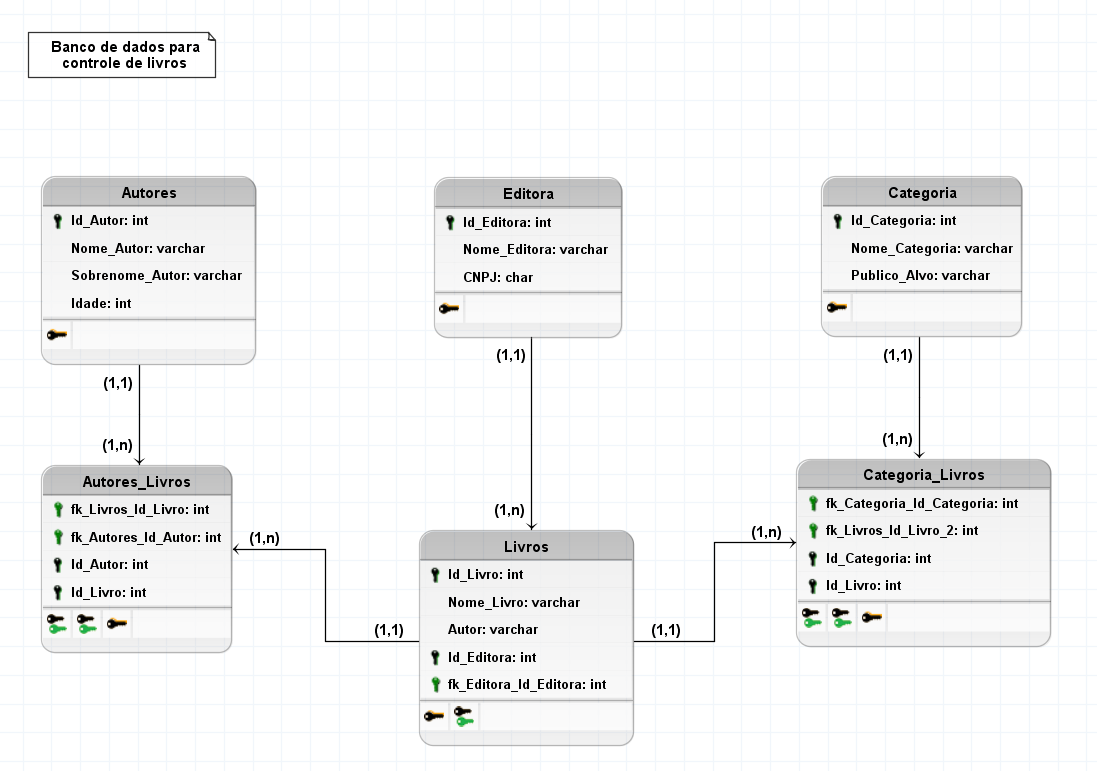 Banco de dados para
controle de livros
Autores
Id_Autor: int
Nome_Autor: varchar
Sobrenome_Autor: varchar
Idade: int
Editora
Id_Editora: int
Nome_Editora: varchar
CNPJ: char
Categoria
Id_Categoria: int
Nome_Categoria: varchar
Publico_Alvo: varchar
(1,1)
(1,n)
(1,1)
(1,n)
(1,1)
(1,n)
Autores_Livros
fk_Livros_Id_Livro: int
fk_Autores_Id_Autor: int
Id_Autor: int
Id_Livro: int
(1,n)
(1,1)
Livros
Id_Livro: int
Nome_Livro: varchar
Autor: varchar
Id_Editora: int
fk_Editora_Id_Editora: int
(1,1)
(1,n)
Categoria_Livros
fk_Categoria_Id_Categoria: int
fk_Livros_Id_Livro_2: int
Id_Categoria: int
Id_Livro: int